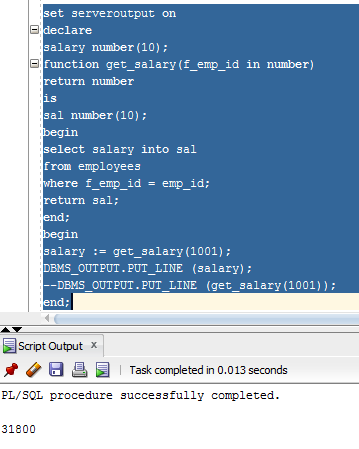 set serveroutput on
declare
salary number(10);
function get_salary(f_emp_id in number)
return number
is
sal number(10);
begin
select salary into sal
from employees
where f_emp_id = emp_id;
return sal;
end;
begin
salary := get_salary(1001);
DBMS_OUTPUT.PUT_LINE (salary);
--DBMS_OUTPUT.PUT_LINE (get_salary(1001));
end;
Script Output x
Task completed in 0.013 seconds
PL/SQL procedure successfully completed.
31800